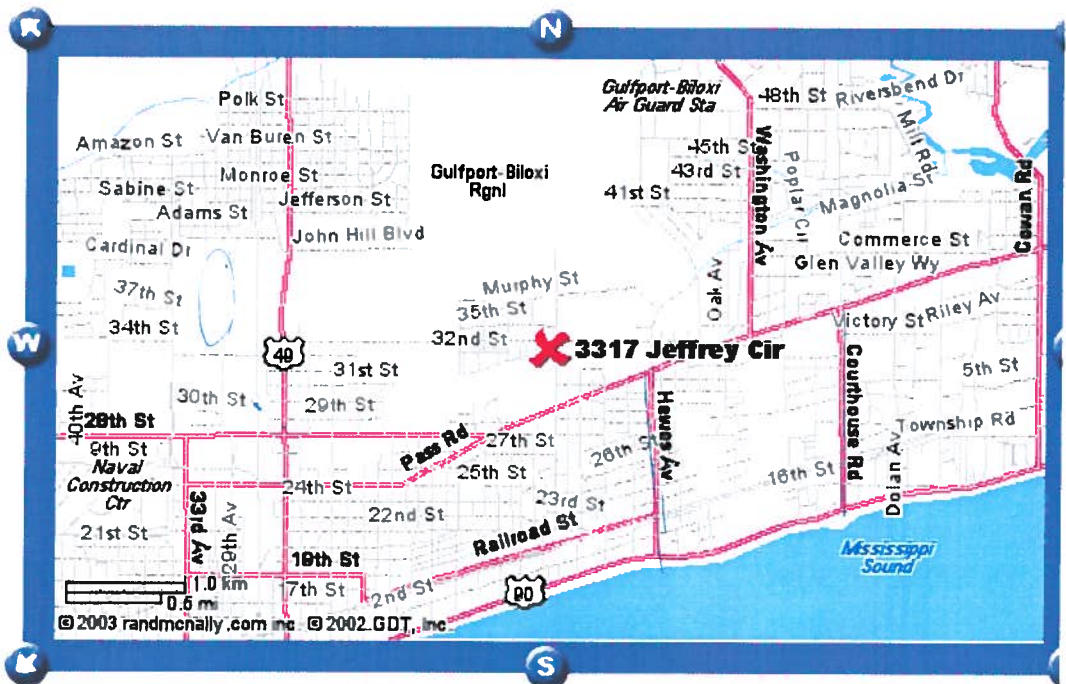 N
Polk St
Gulfport-Biloxi
Air Guard Sta
48th St
Riversbend Dr
Amazon St
Van Buren St
45th St
Mill Rd
Monroe St
Gulfport-Biloxi
Rgnl
43rd St
Washington Av
Poplar Cir
Sabine St
Jefferson St
41st St
Magnolia St
Cowan Rd
Adams St
Cardinal Dr
John Hill Blvd
Commerce St
Glen Valley Wy
37th St
Murphy St
35th St
Oak Av
Riley Av
34th St
32nd St
Victory St
W
49
3317 Jeffrey Cir
31st St
Courthouse Rd
5th St
40th Av
30th St
29th St
28th St
Pass Rd
27th St
Hewes Av
26th St
Township Rd
9th St
Naval
Construction
Ctr
25th St
16th St
Dolan Av
24th St
33rd Av
29th Av
23rd St
22nd St
21st St
Railroad St
Mississippi
Sound
19th St
1.0 km
17th St
2nd St
90
0.6 mi
©2003 randmcnally.com inc. ©2002 GDT, inc
S